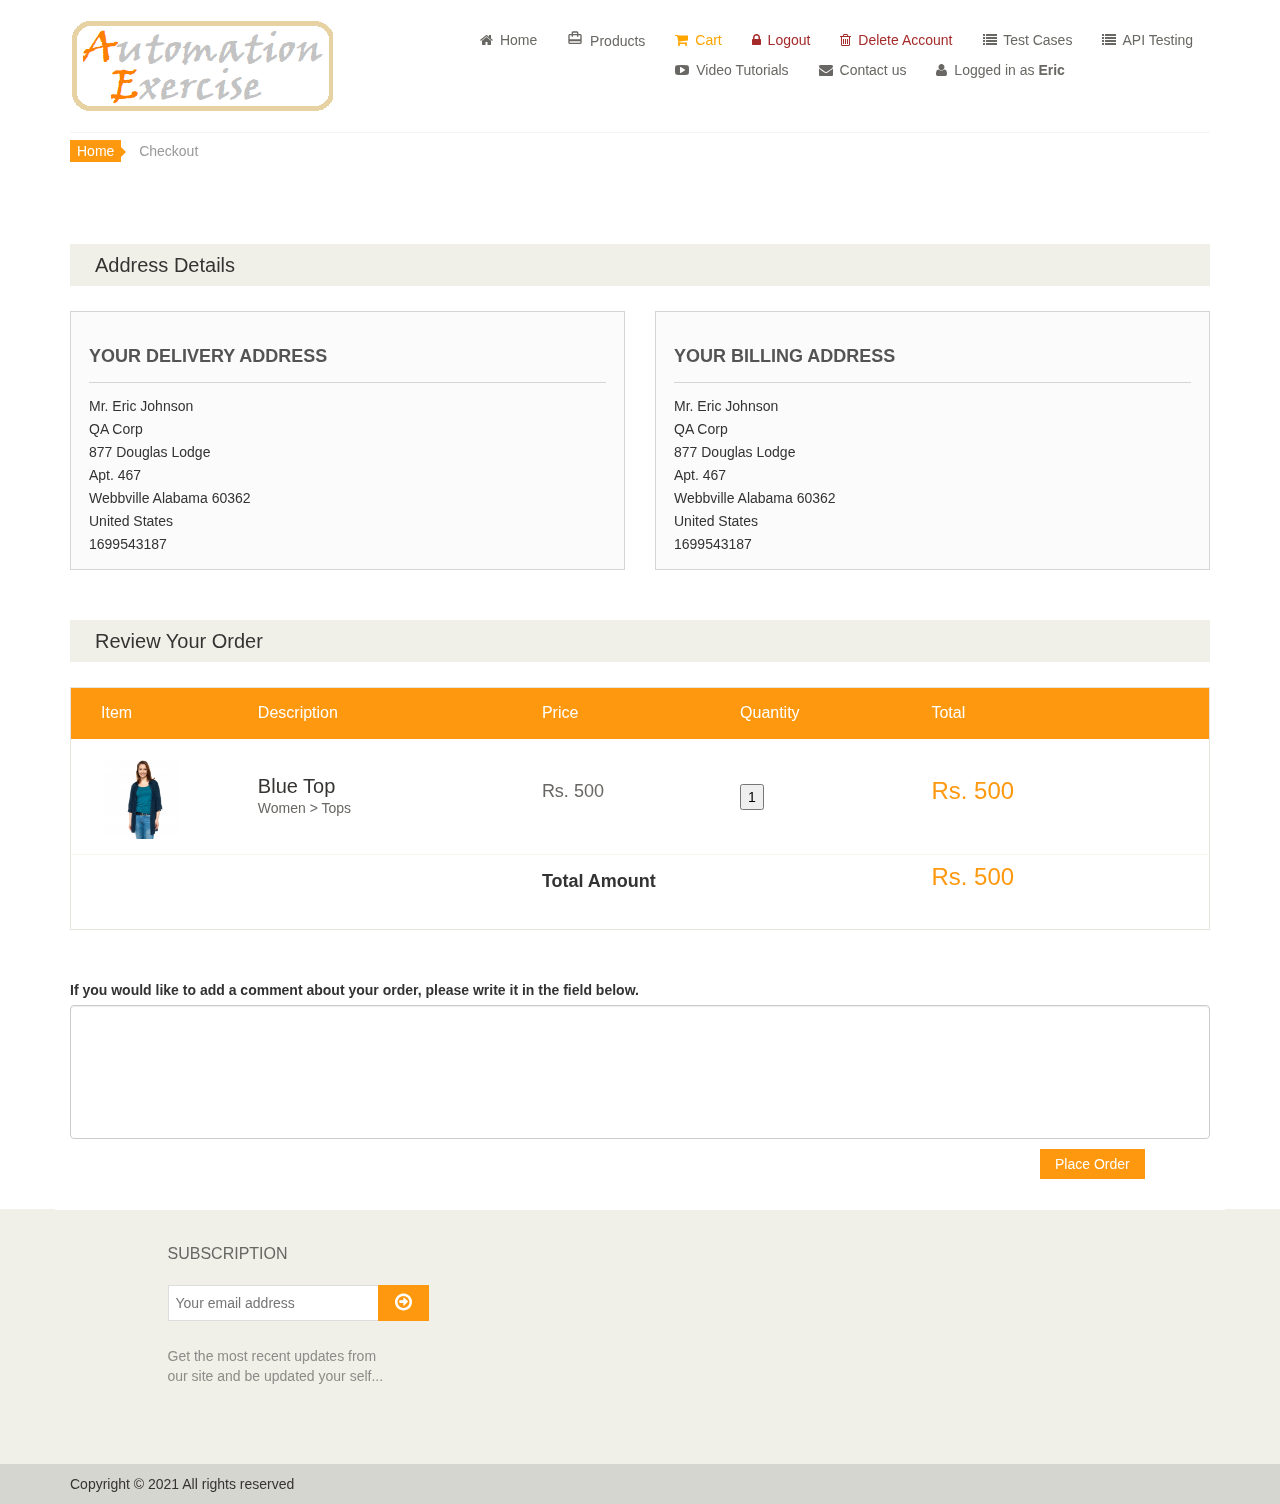 Automation
Exercise
Home Products Cart Logout Delete Account Test Cases API Testing
Video Tutorials Contact us Logged in as Eric
Home Checkout
Address Details
YOUR DELIVERY ADDRESS
Mr. Eric Johnson
QA Corp
877 Douglas Lodge
Apt. 467
Webbville Alabama 60362
United States
1699543187
YOUR BILLING ADDRESS
Mr. Eric Johnson
QA Corp
877 Douglas Lodge
Apt. 467
Webbville Alabama 60362
United States
1699543187
Review Your Order
Item Description Price Quantity Total
Blue Top
Women > Tops
Rs. 500
1
Rs. 500
Total Amount Rs. 500
If you would like to add a comment about your order, please write it in the field below.
Place Order
SUBSCRIPTION
Your email address
Get the most recent updates from
our site and be updated your self...
Copyright © 2021 All rights reserved